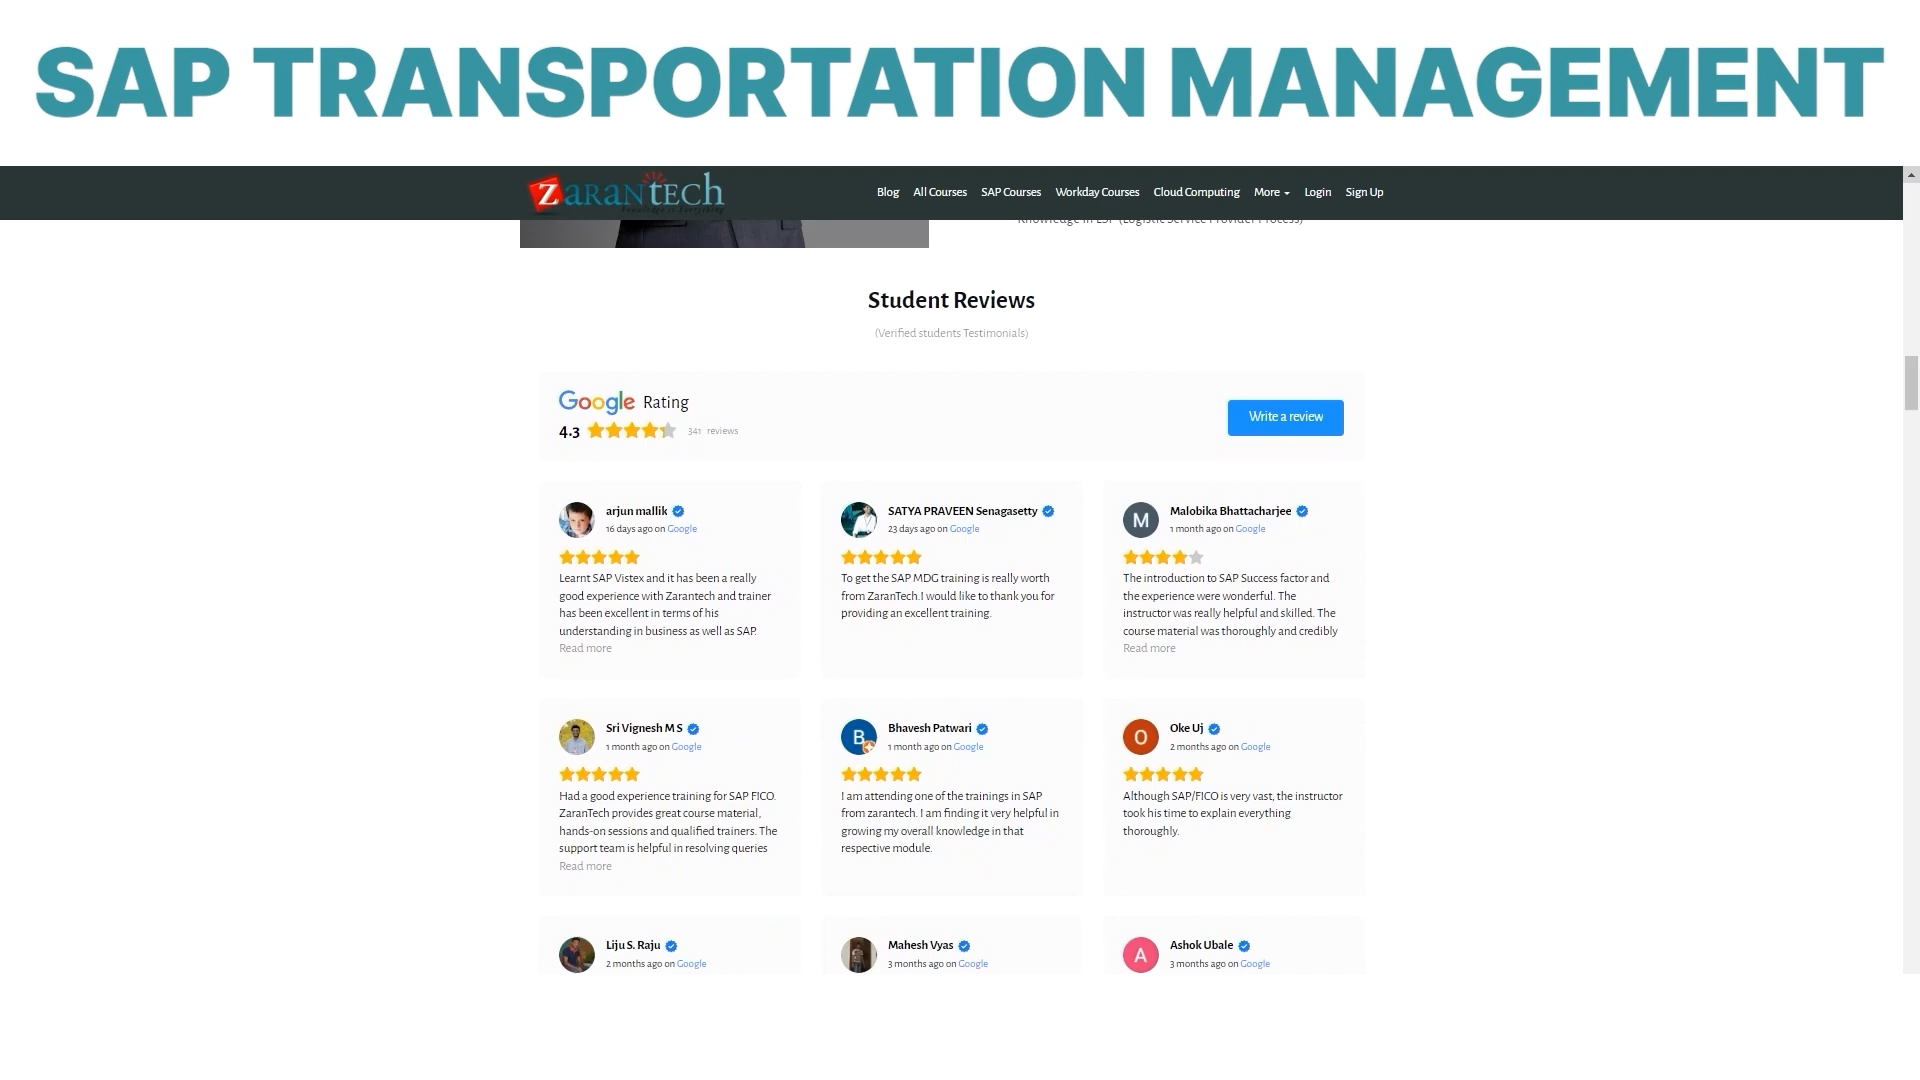 SAP TRANSPORTATION MANAGEMENT
ZARANTECH
Blog All Courses SAP Courses Workday Courses Cloud Computing More Login Sign Up
Knowledge in LSP (Logistic Service Provider Process)
Student Reviews
(Verified students Testimonials)
Google Rating
4.3 341 reviews
Write a review
arjun mallik
16 days ago on Google
Learnt SAP Vistex and it has been a really
good experience with Zarantech and trainer
has been excellent in terms of his
understanding in business as well as SAP.
Read more
SATYA PRAVEEN Senagasetty
23 days ago on Google
To get the SAP MDG training is really worth
from ZaranTech.I would like to thank you for
providing an excellent training.
M
Malobika Bhattacharjee
1 month ago on Google
The introduction to SAP Success factor and
the experience were wonderful. The
instructor was really helpful and skilled. The
course material was thoroughly and credibly
Read more
Sri Vignesh M S
1 month ago on Google
Had a good experience training for SAP FICO.
ZaranTech provides great course material,
hands-on sessions and qualified trainers. The
support team is helpful in resolving queries
Read more
B
Bhavesh Patwari
1 month ago on Google
I am attending one of the trainings in SAP
from zarantech. I am finding it very helpful in
growing my overall knowledge in that
respective module.
O
Oke Uj
2 months ago on Google
Although SAP/FICO is very vast, the instructor
took his time to explain everything
thoroughly.
Liju S. Raju
2 months ago on Google
Mahesh Vyas
3 months ago on Google
A
Ashok Ubale
3 months ago on Google